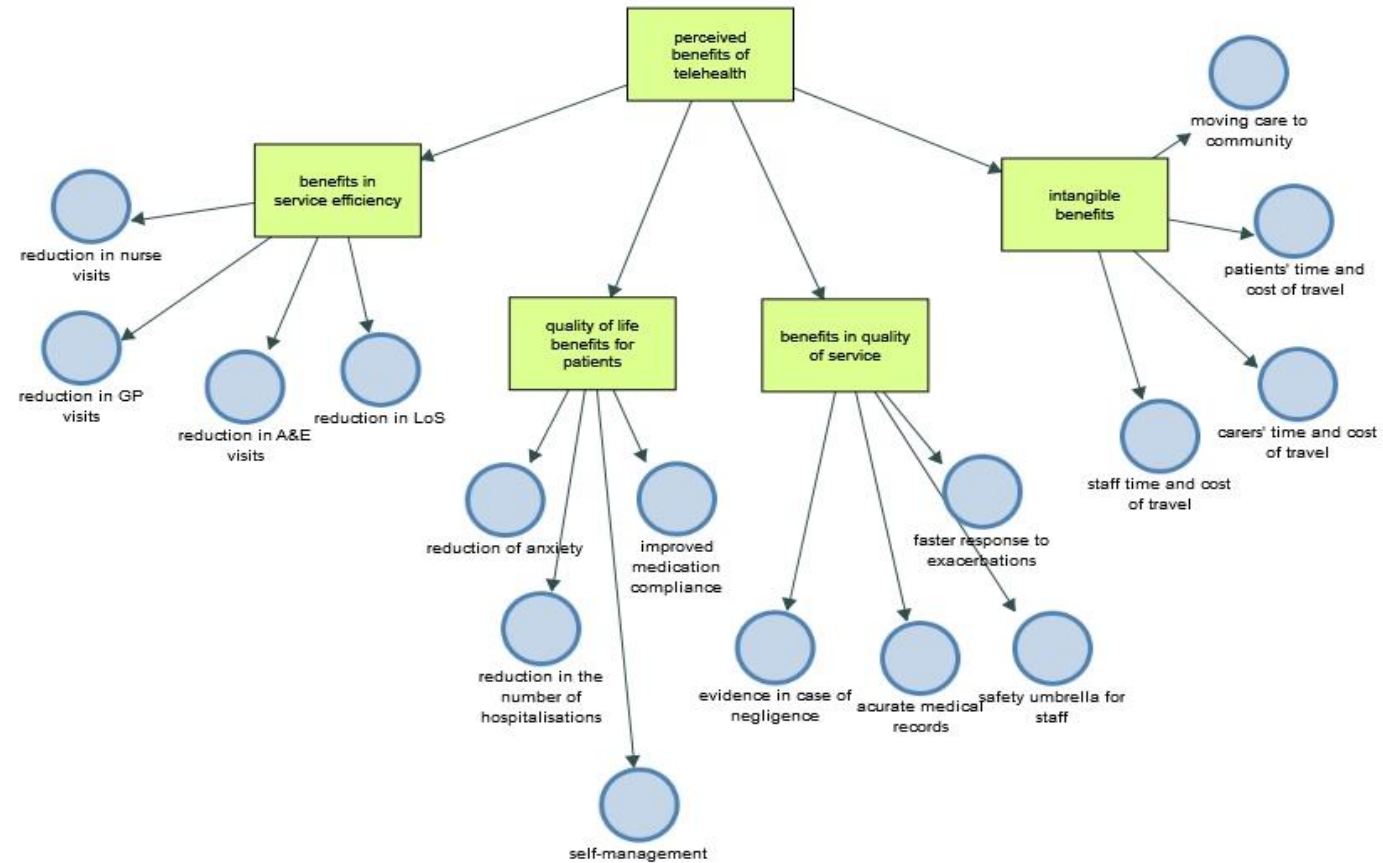 perceived
benefits of
telehealth
benefits in
service efficiency
reduction in nurse
visits
reduction in GP
visits
reduction in A&E
visits
reduction in LoS
quality of life
benefits for
patients
reduction of anxiety
improved
medication
compliance
reduction in the
number of
hospitalisations
self-management
benefits in quality
of service
faster response to
exacerbations
evidence in case of
negligence
acurate medical
records
safety umbrella for
staff
intangible
benefits
moving care to
community
patients' time and
cost of travel
carers' time and cost
of travel
staff time and cost
of travel